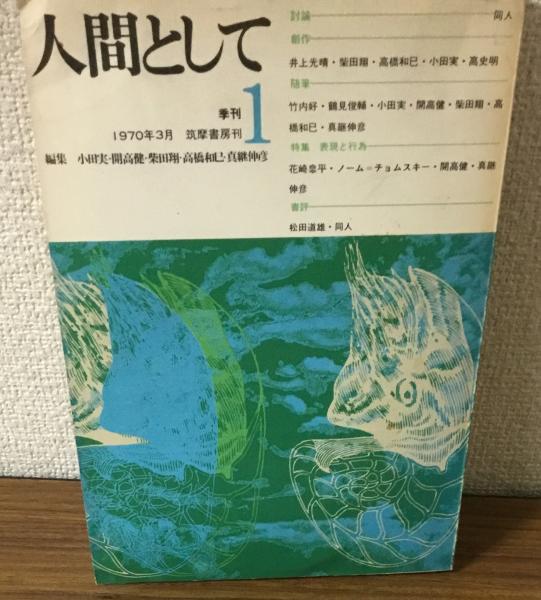 人間として
季刊
1
1970年3月 筑摩書房刊
編集 小田実・開高健・柴田翔・高橋和巳・真継伸彦
討論 同人
創作
井上光晴・柴田翔・高橋和巳・小田実・高史明
随筆
竹内好・鶴見俊輔・小田実・開高健・柴田翔・高
橋和巳・真継伸彦
特集 表現と行為
花崎皋平・ノーム=チョムスキー・開高健・真継
伸彦
書評
松田道雄・同人